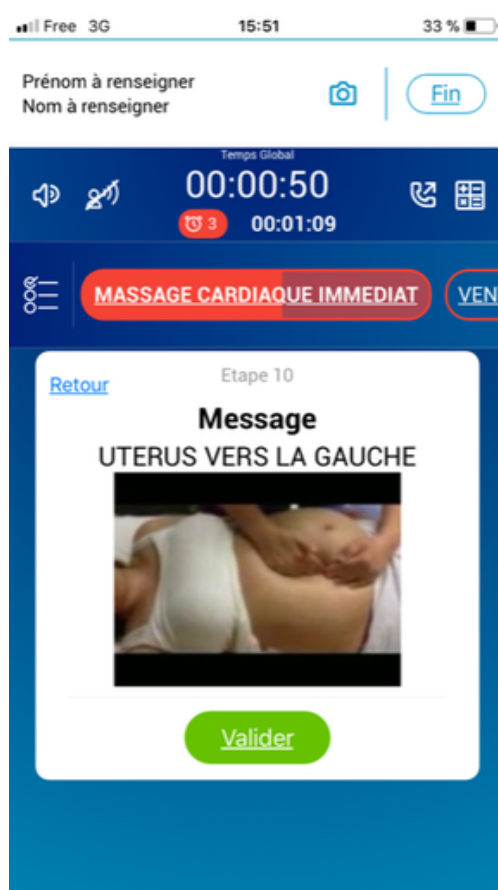 Free 3G 15:51 33 %
Prénom à renseigner
Nom à renseigner
Fin
Temps Global
00:00:50
3 00:01:09
MASSAGE CARDIAQUE IMMEDIAT VEN
Retour
Etape 10
Message
UTERUS VERS LA GAUCHE
Valider